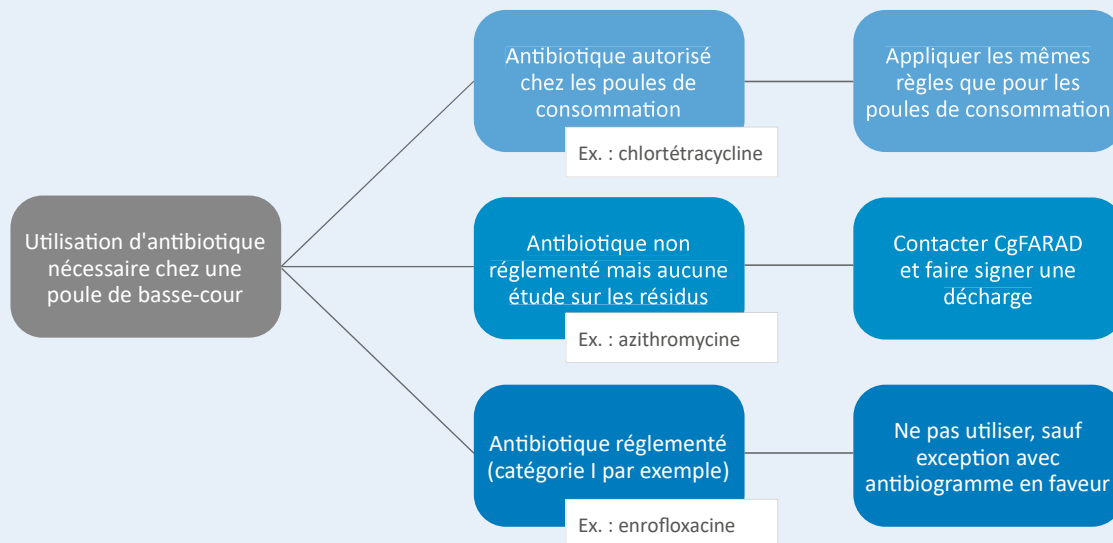 Utilisation d'antibiotique
nécessaire chez une
poule de basse-cour
Antibiotique autorisé
chez les poules de
consommation
Ex. : chlortétracycline
Appliquer les mêmes
règles que pour les
poules de consommation
Antibiotique non
réglementé mais aucune
étude sur les résidus
Ex. : azithromycine
Contacter CgFARAD
et faire signer une
décharge
Antibiotique réglementé
(catégorie I par exemple)
Ex. : enrofloxacine
Ne pas utiliser, sauf
exception avec
antibiogramme en faveur